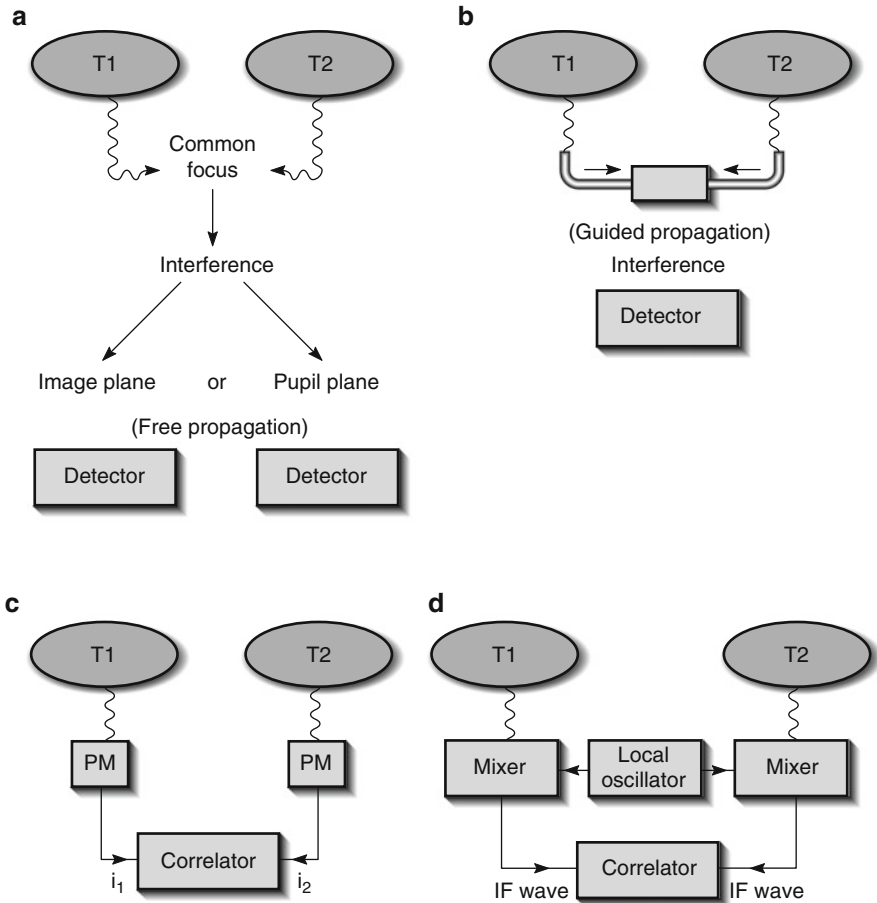 a
T1
T2
Common
focus
Interference
Image plane or Pupil plane
(Free propagation)
Detector
Detector
b
T1
T2
(Guided propagation)
Interference
Detector
c
T1
T2
PM
PM
Correlator
i1
i2
d
T1
T2
Mixer
Local
oscillator
Mixer
Correlator
IF wave
IF wave